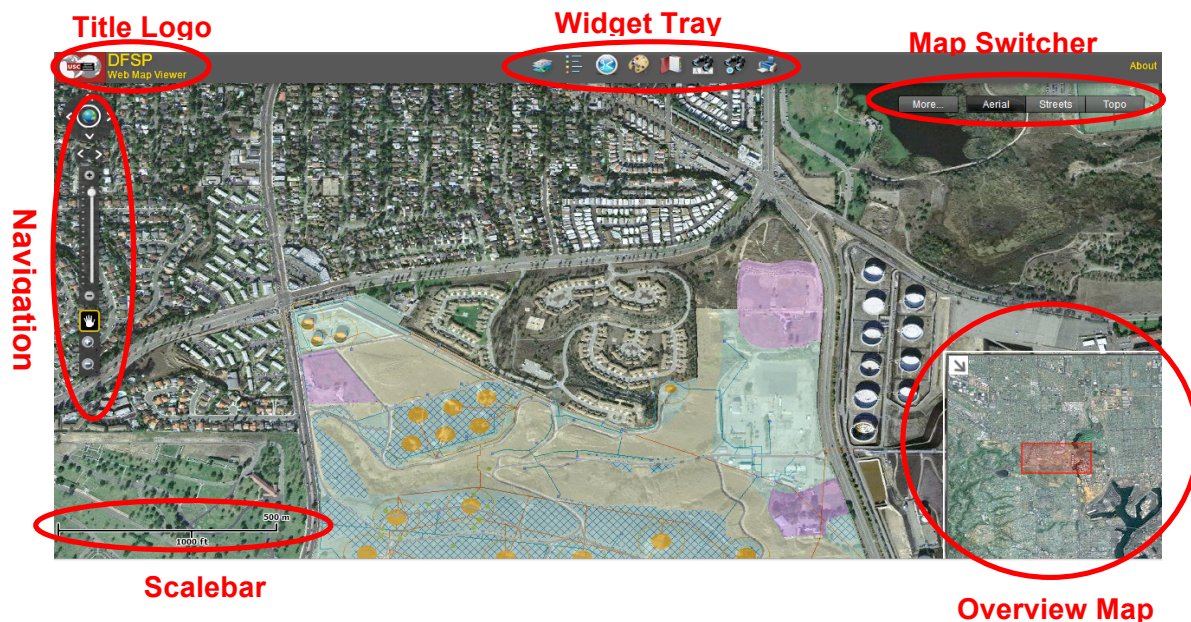 Title Logo
Widget Tray
Map Switcher
USC
DFSP
Web Map Viewer
About
More...
Aerial
Streets
Topo
Navigation
500 m
1000 ft
Scalebar
Overview Map